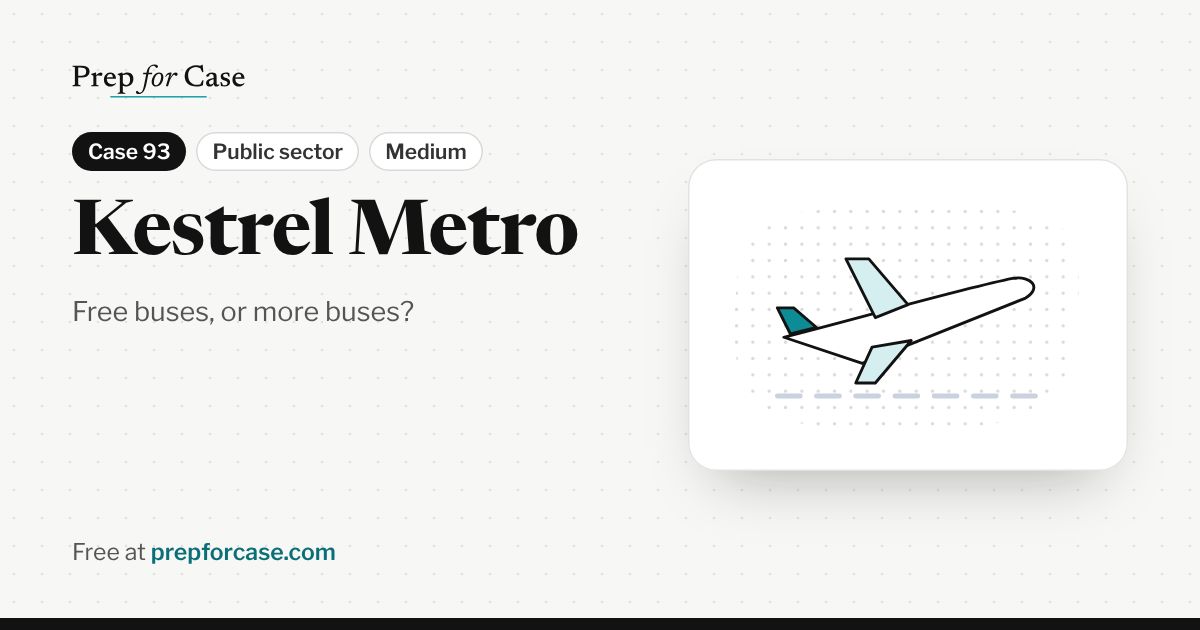 Prep for Case
Case 93
Public sector
Medium
Kestrel Metro
Free buses, or more buses?
Free at prepforcase.com